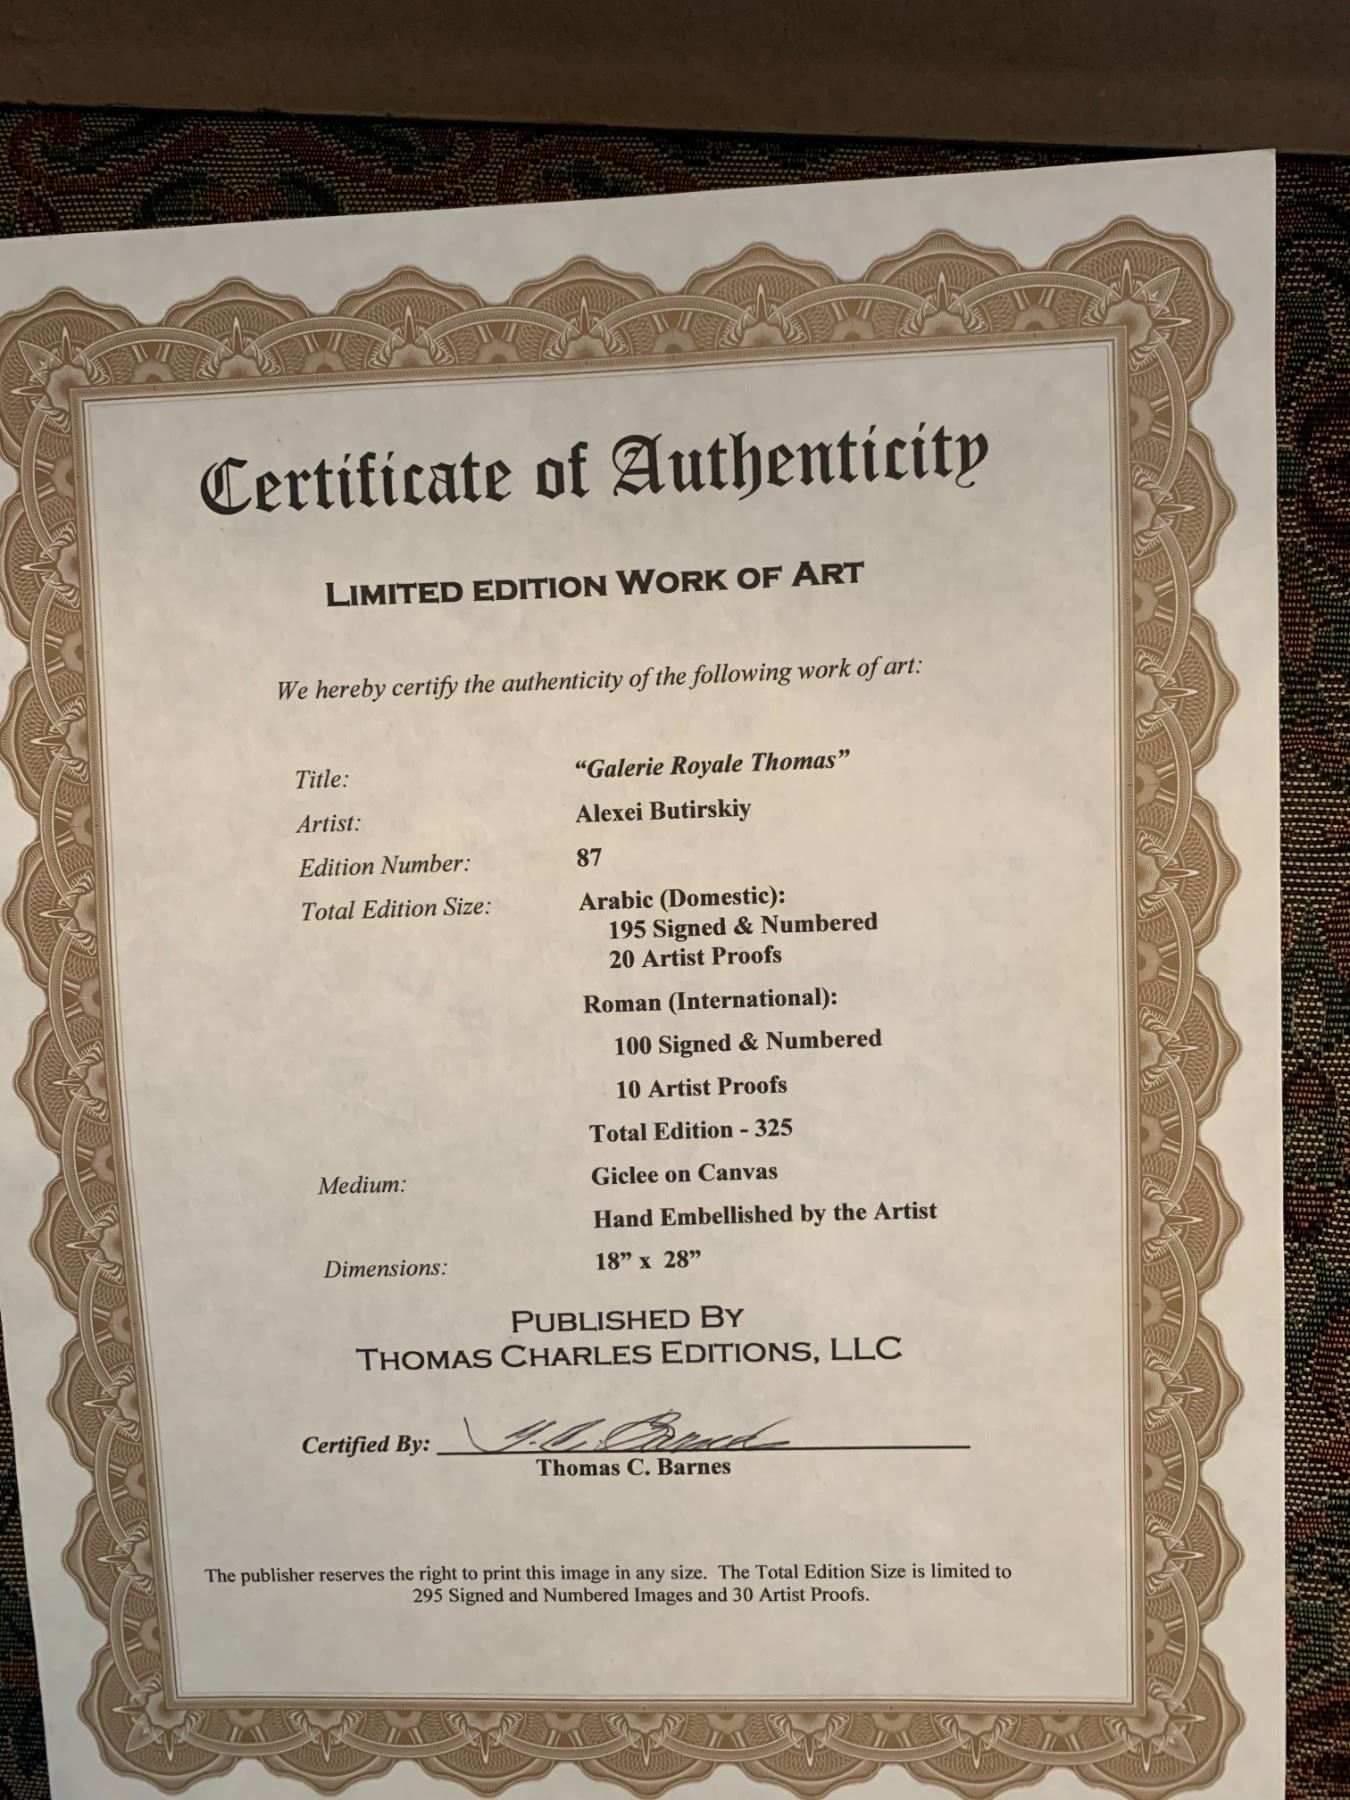 Certificate of Authenticity
LIMITED EDITION WORK OF ART
We hereby certify the authenticity of the following work of art:
Title: “Galerie Royale Thomas”
Artist: Alexei Butirskiy
Edition Number: 87
Total Edition Size: Arabic (Domestic):
195 Signed & Numbered
20 Artist Proofs
Roman (International):
100 Signed & Numbered
10 Artist Proofs
Total Edition - 325
Medium: Giclee on Canvas
Hand Embellished by the Artist
Dimensions: 18” x 28”
PUBLISHED BY
THOMAS CHARLES EDITIONS, LLC
Certified By: T. C. Barnes
Thomas C. Barnes
The publisher reserves the right to print this image in any size. The Total Edition Size is limited to
295 Signed and Numbered Images and 30 Artist Proofs.